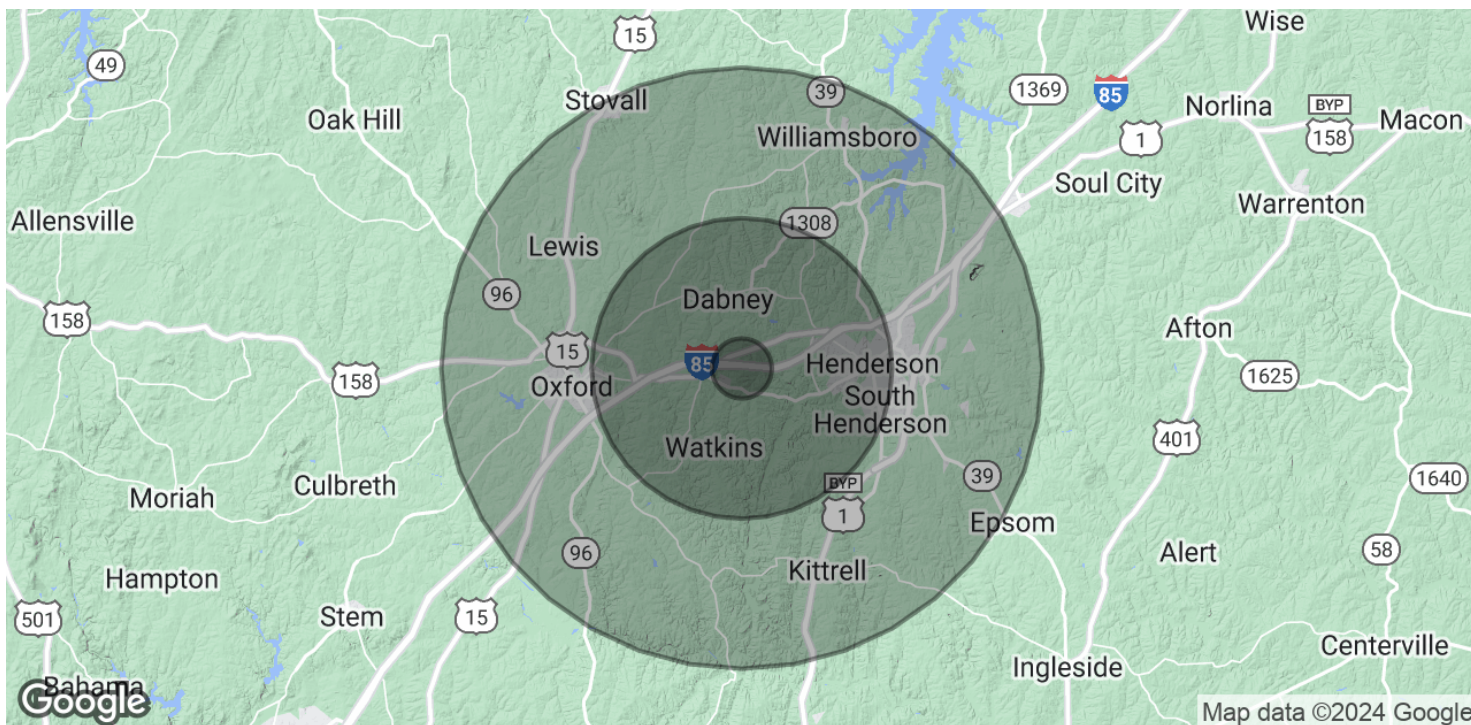 Wise
15
49
39
1369
85
Stovall
Oak Hill
Norlina
BYP
158
Macon
Williamsboro
1
Soul City
Warrenton
Allensville
1308
Lewis
96
Dabney
158
Afton
15
85
Henderson
158
Oxford
1625
South
Henderson
401
Watkins
Culbreth
Moriah
39
BYP
1
1640
Epsom
96
Alert
58
Hampton
Kittrell
Stem
15
501
Centerville
Ingleside
Bahama
Google
Map data ©2024 Google